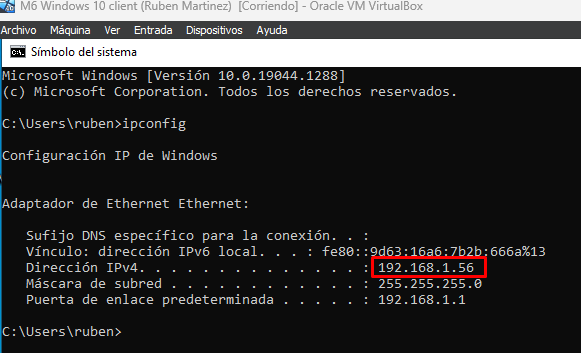 M6 Windows 10 client (Ruben Martinez) [Corriendo] - Oracle VM VirtualBox
Archivo Máquina Ver Entrada Dispositivos Ayuda
Símbolo del sistema
Microsoft Windows [Versión 10.0.19044.1288]
(c) Microsoft Corporation. Todos los derechos reservados.
C:\Users\ruben>ipconfig
Configuración IP de Windows
Adaptador de Ethernet Ethernet:
Sufijo DNS específico para la conexión. . :
Vínculo: dirección IPv6 local. . . : fe80::9d63:16a6:7b2b:666a%13
Dirección IPv4. . . . . . . . . . . . . . : 192.168.1.56
Máscara de subred . . . . . . . . . . . . : 255.255.255.0
Puerta de enlace predeterminada . . . . . : 192.168.1.1
C:\Users\ruben>